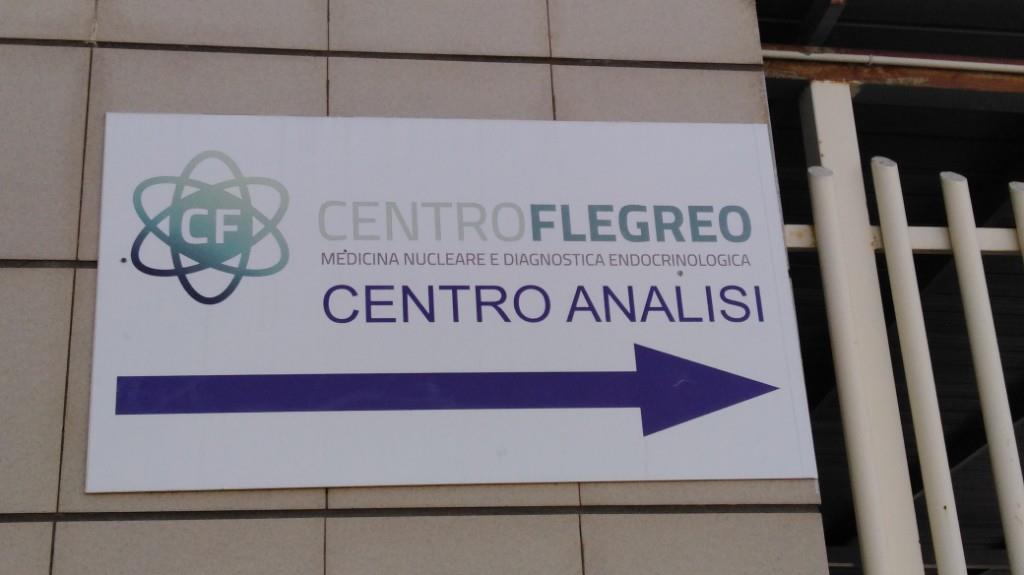 CF
CENTROFLEGREO
MEDICINA NUCLEARE E DIAGNOSTICA ENDOCRINOLOGICA
CENTRO ANALISI